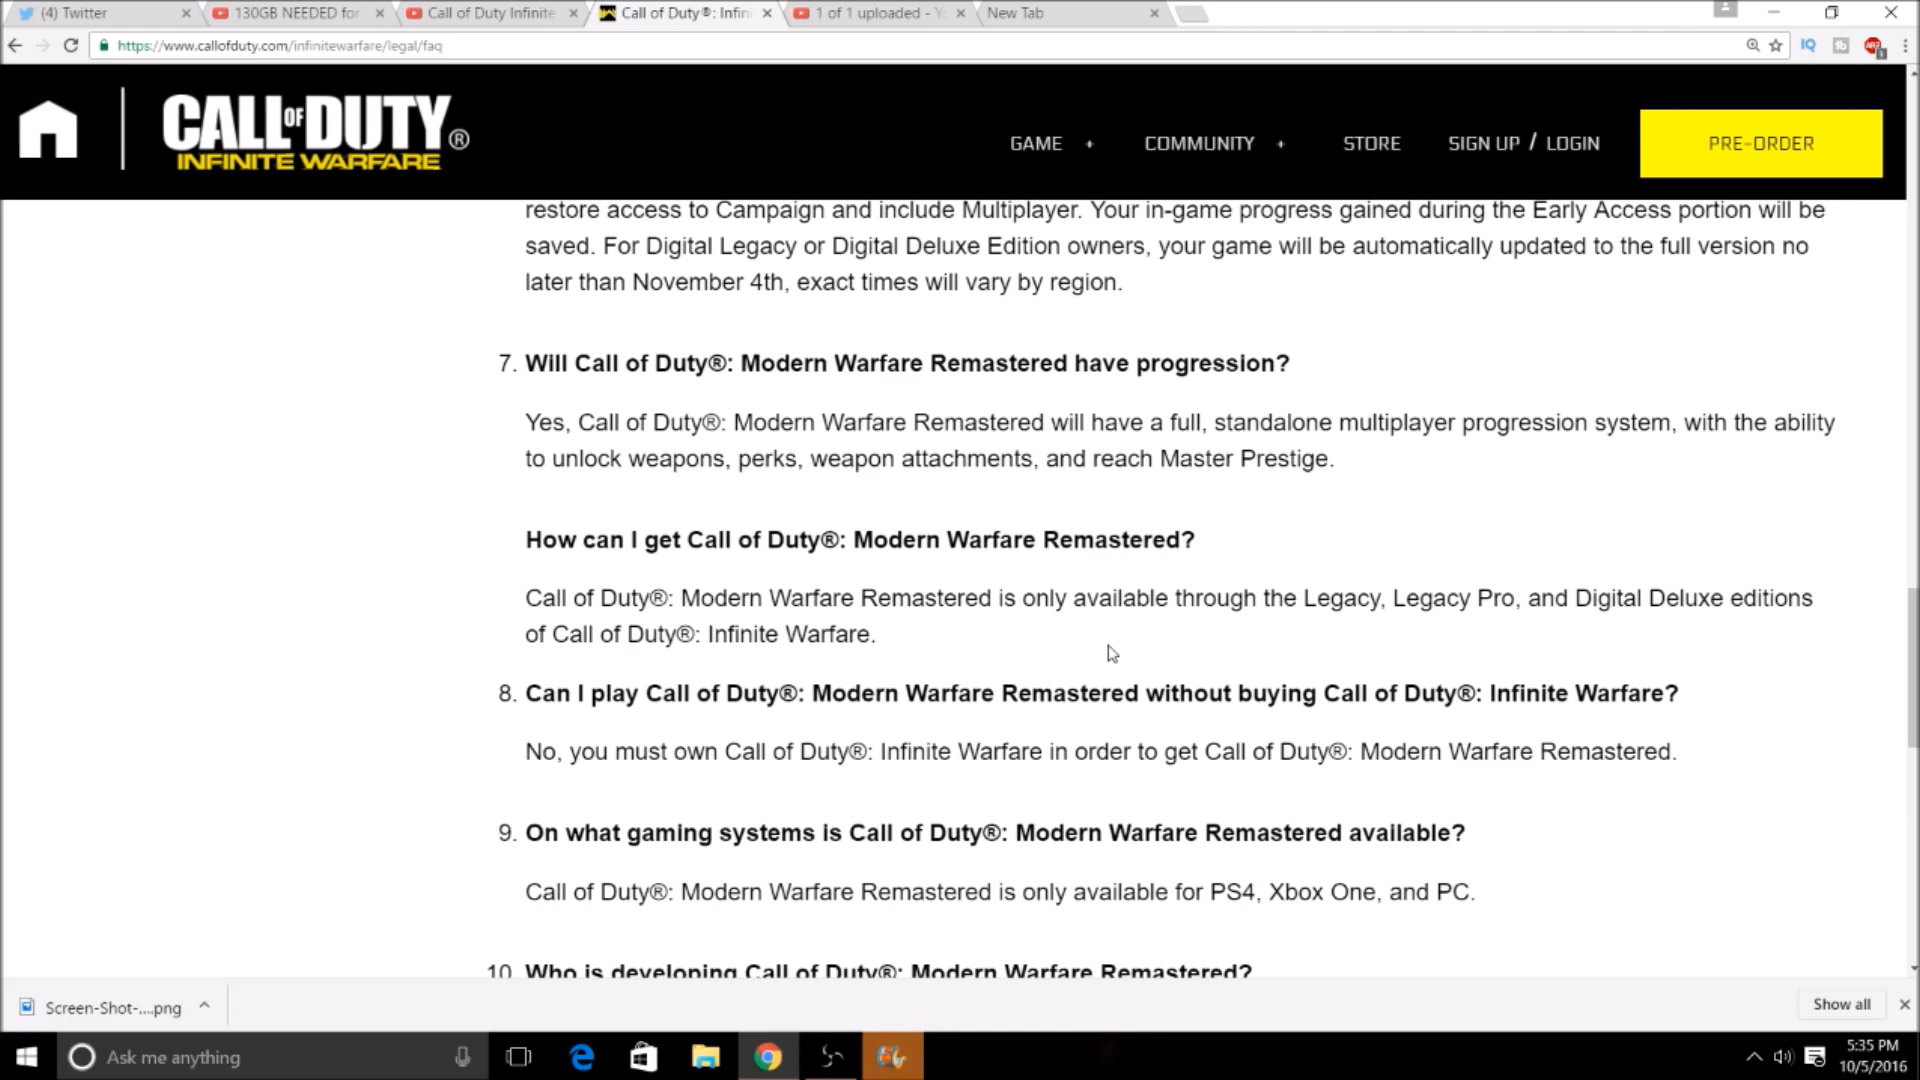 (4) Twitter
130GB NEEDED for
Call of Duty Infinite
Call of Duty®: Infin
1 of 1 uploaded - Y
New Tab
https://www.callofduty.com/infinitewarfare/legal/faq
IQ
CALL OF DUTY®
INFINITE WARFARE
GAME +
COMMUNITY +
STORE
SIGN UP / LOGIN
PRE-ORDER
restore access to Campaign and include Multiplayer. Your in-game progress gained during the Early Access portion will be
saved. For Digital Legacy or Digital Deluxe Edition owners, your game will be automatically updated to the full version no
later than November 4th, exact times will vary by region.
7. Will Call of Duty®: Modern Warfare Remastered have progression?
Yes, Call of Duty®: Modern Warfare Remastered will have a full, standalone multiplayer progression system, with the ability
to unlock weapons, perks, weapon attachments, and reach Master Prestige.
How can I get Call of Duty®: Modern Warfare Remastered?
Call of Duty®: Modern Warfare Remastered is only available through the Legacy, Legacy Pro, and Digital Deluxe editions
of Call of Duty®: Infinite Warfare.
8. Can I play Call of Duty®: Modern Warfare Remastered without buying Call of Duty®: Infinite Warfare?
No, you must own Call of Duty®: Infinite Warfare in order to get Call of Duty®: Modern Warfare Remastered.
9. On what gaming systems is Call of Duty®: Modern Warfare Remastered available?
Call of Duty®: Modern Warfare Remastered is only available for PS4, Xbox One, and PC.
10. Who is developing Call of Duty®: Modern Warfare Remastered?
Screen-Shot-....png
Show all
Ask me anything
5:35 PM
10/5/2016